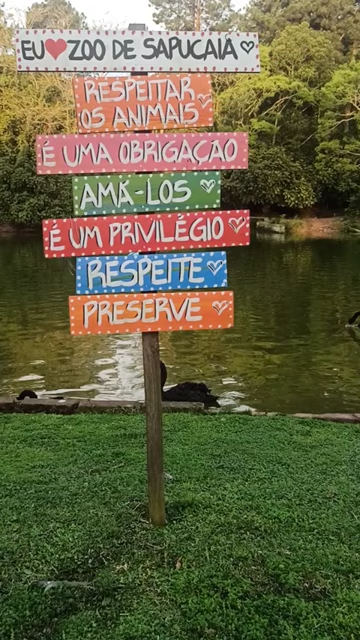 EU❤ZOO DE SAPUCAIA♡
RESPEITAR
OS ANIMAIS♡
É UMA OBRIGAÇÃO
AMÁ-LOS♡
É UM PRIVILÉGIO♡
RESPEITE♡
PRESERVE♡